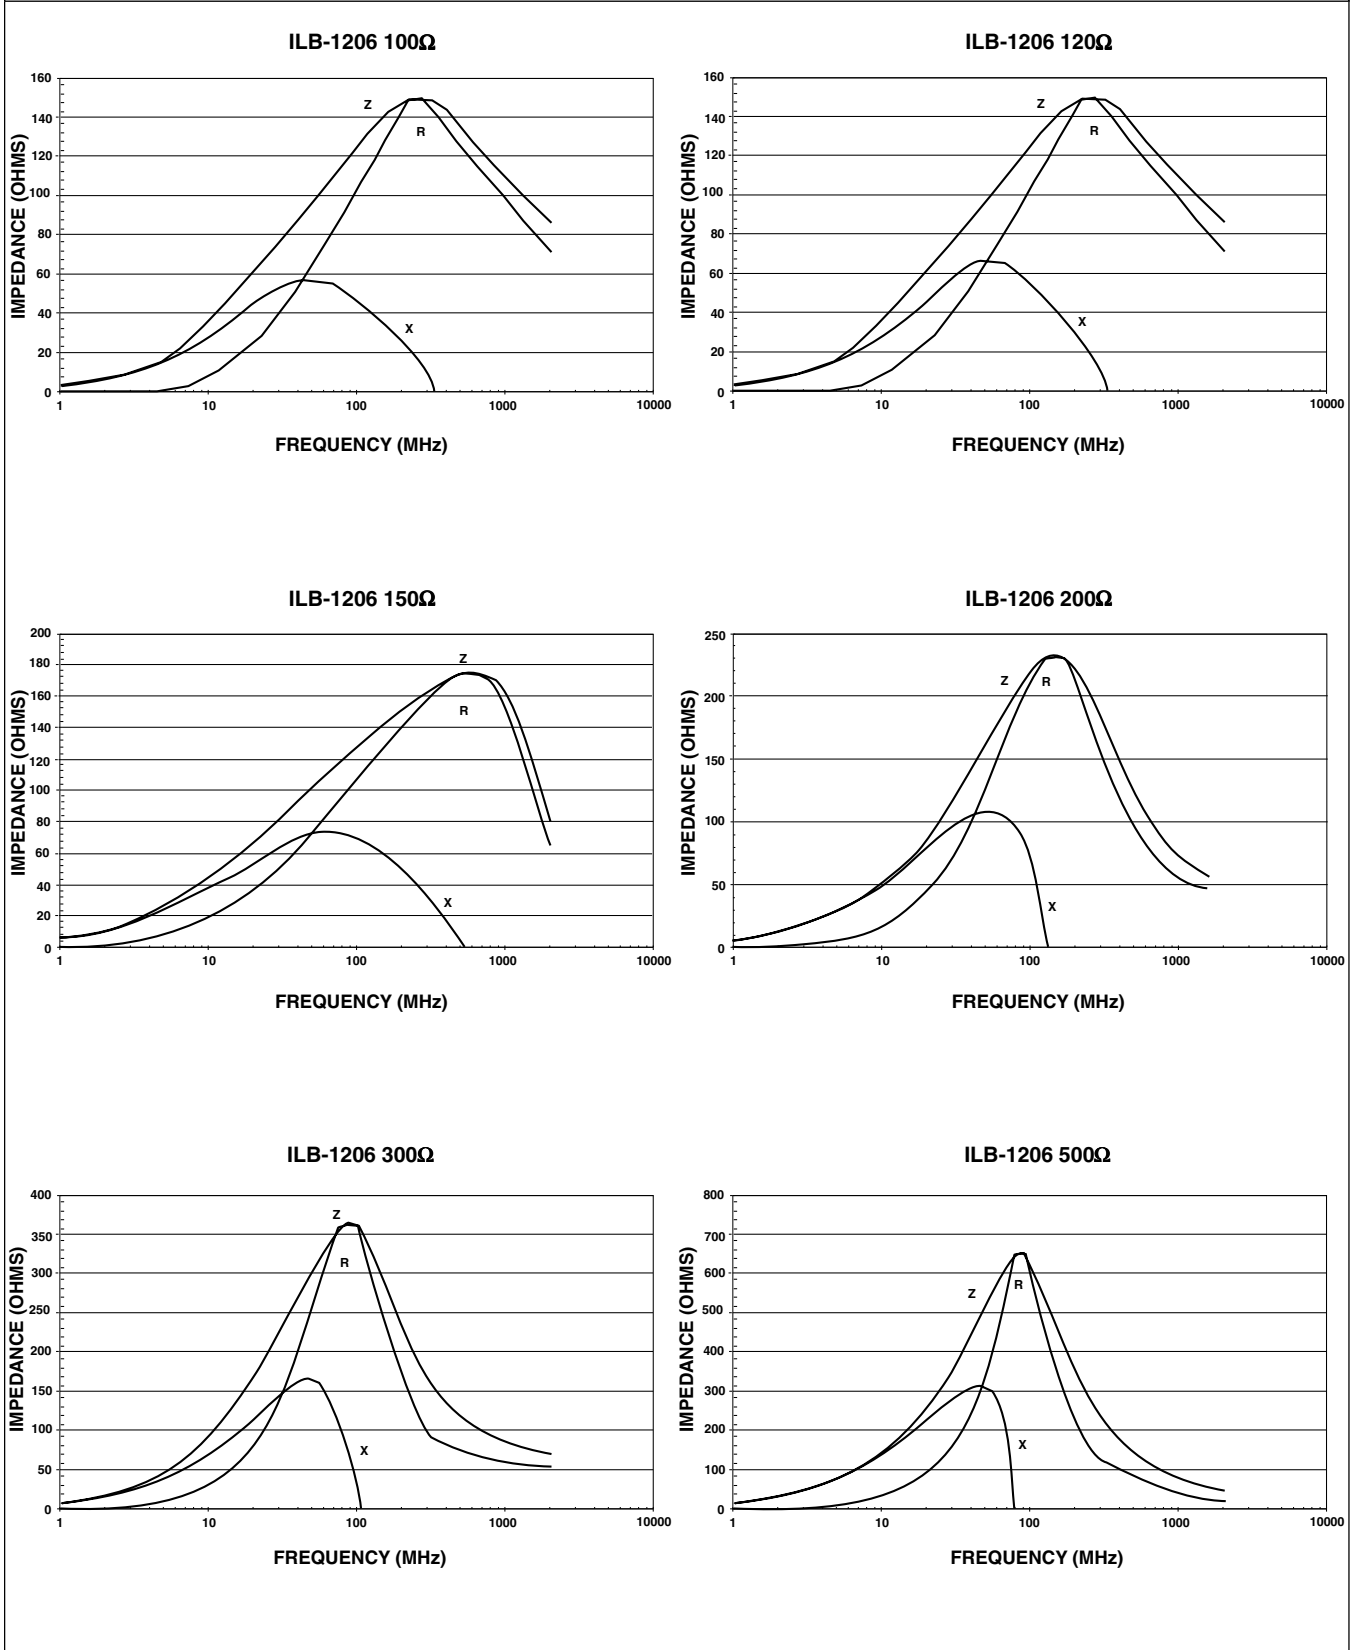 ILB-1206 100Ω
IMPEDANCE (OHMS)
160
140
120
100
80
60
40
20
0
Z
R
X
1 10 100 1000 10000
FREQUENCY (MHz)
ILB-1206 120Ω
IMPEDANCE (OHMS)
160
140
120
100
80
60
40
20
0
Z
R
X
1 10 100 1000 10000
FREQUENCY (MHz)
ILB-1206 150Ω
IMPEDANCE (OHMS)
200
180
160
140
120
100
80
60
40
20
0
Z
R
X
1 10 100 1000 10000
FREQUENCY (MHz)
ILB-1206 200Ω
IMPEDANCE (OHMS)
250
200
150
100
50
0
Z R
X
1 10 100 1000 10000
FREQUENCY (MHz)
ILB-1206 300Ω
IMPEDANCE (OHMS)
400
350
300
250
200
150
100
50
0
Z
R
X
1 10 100 1000 10000
FREQUENCY (MHz)
ILB-1206 500Ω
IMPEDANCE (OHMS)
800
700
600
500
400
300
200
100
0
Z R
X
1 10 100 1000 10000
FREQUENCY (MHz)